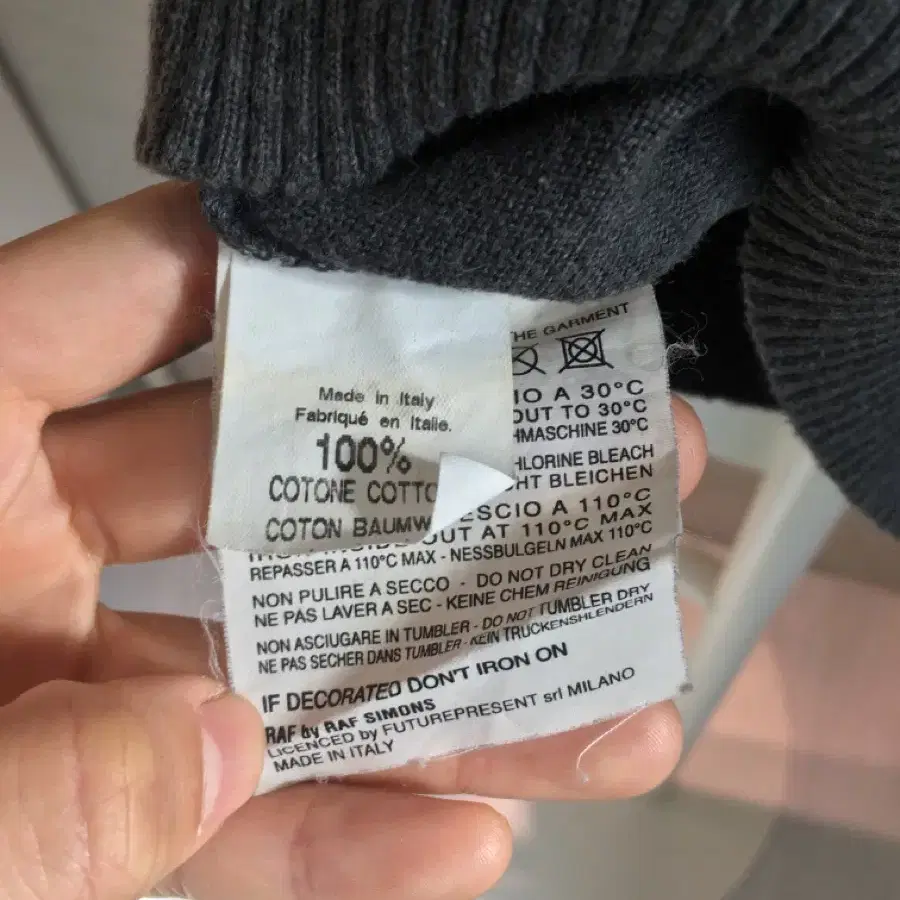 Made in Italy
Fabriqué en Italie.
100%
COTONE COTTO
COTON BAUMW
THE GARMENT
IO A 30°C
OUT TO 30°C
HMASCHINE 30°C
HLORINE BLEACH
HT BLEICHEN
ESCIO A 110°C
IRON INSIDE OUT AT 110°C MAX
REPASSER A 110°C MAX - NESSBULGELN MAX 110°C
NON PULIRE A SECCO - DO NOT DRY CLEAN
NE PAS LAVER A SEC - KEINE CHEM REINIGUNG
NON ASCIUGARE IN TUMBLER - DO NOT TUMBLER DRY
NE PAS SECHER DANS TUMBLER - KEIN TRUCKENSHLENDERN
IF DECORATED DON'T IRON ON
RAF by RAF SIMONS
LICENCED by FUTUREPRESENT srl MILANO
MADE IN ITALY